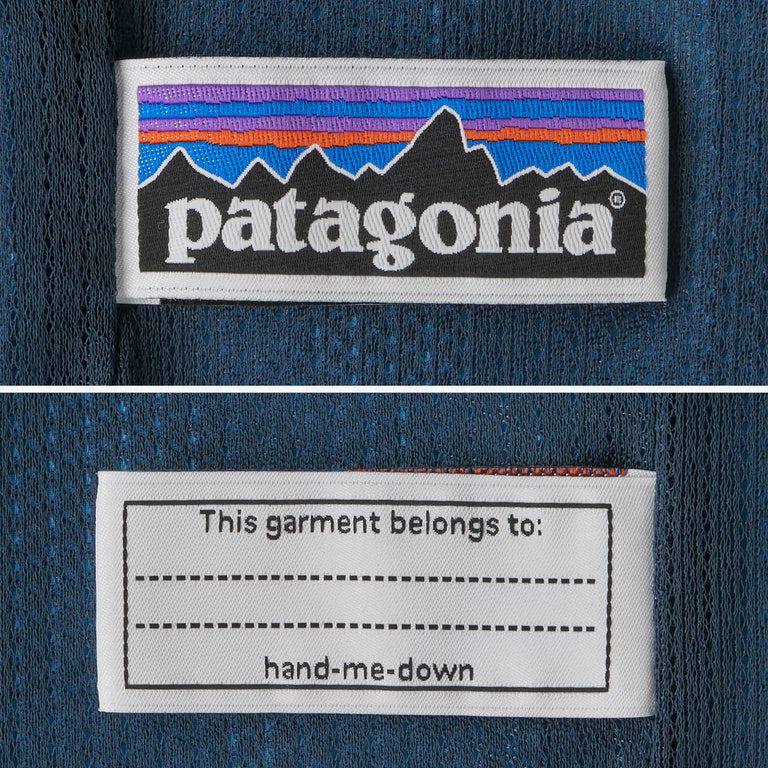 patagonia®
This garment belongs to:
hand-me-down